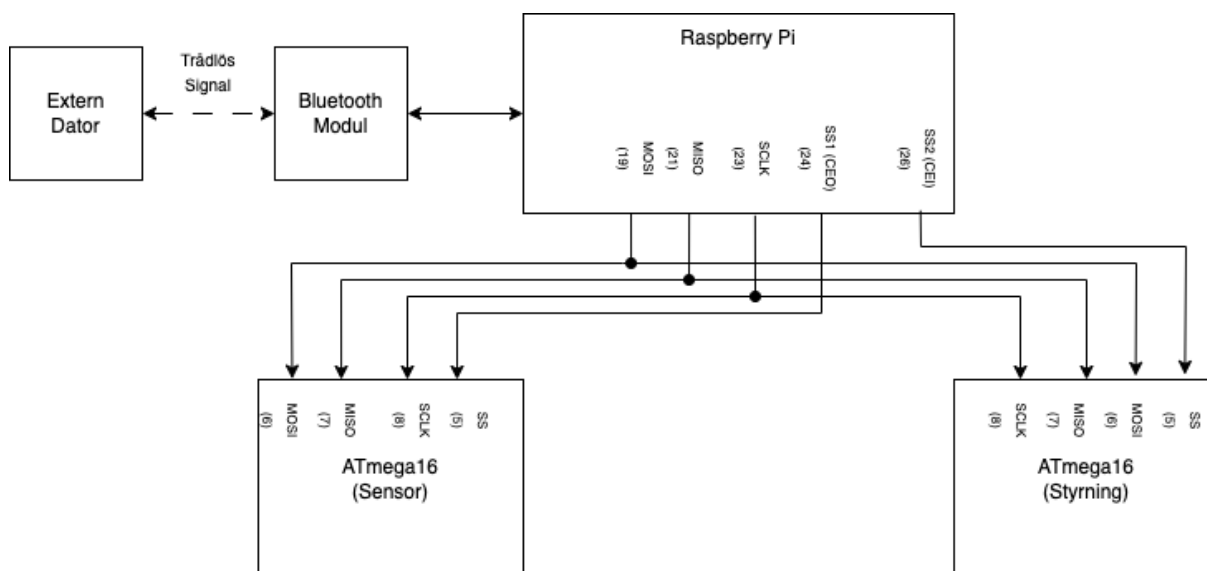 Raspberry Pi
Trådlös
Signal
Extern
Dator
Bluetooth
Modul
MOSI
(19)
MISO
(21)
SCLK
(23)
SS1 (CEO)
(24)
SS2 (CEI)
(26)
MOSI
(6)
MISO
(7)
SCLK
(8)
SS
(5)
ATmega16
(Sensor)
SCLK
(8)
MISO
(7)
MOSI
(6)
SS
(5)
ATmega16
(Styrning)